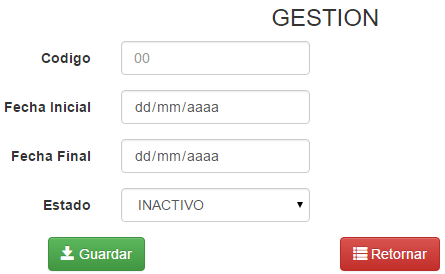 GESTION
Codigo 00
Fecha Inicial dd/mm/aaaa
Fecha Final dd/mm/aaaa
Estado INACTIVO
Guardar Retornar